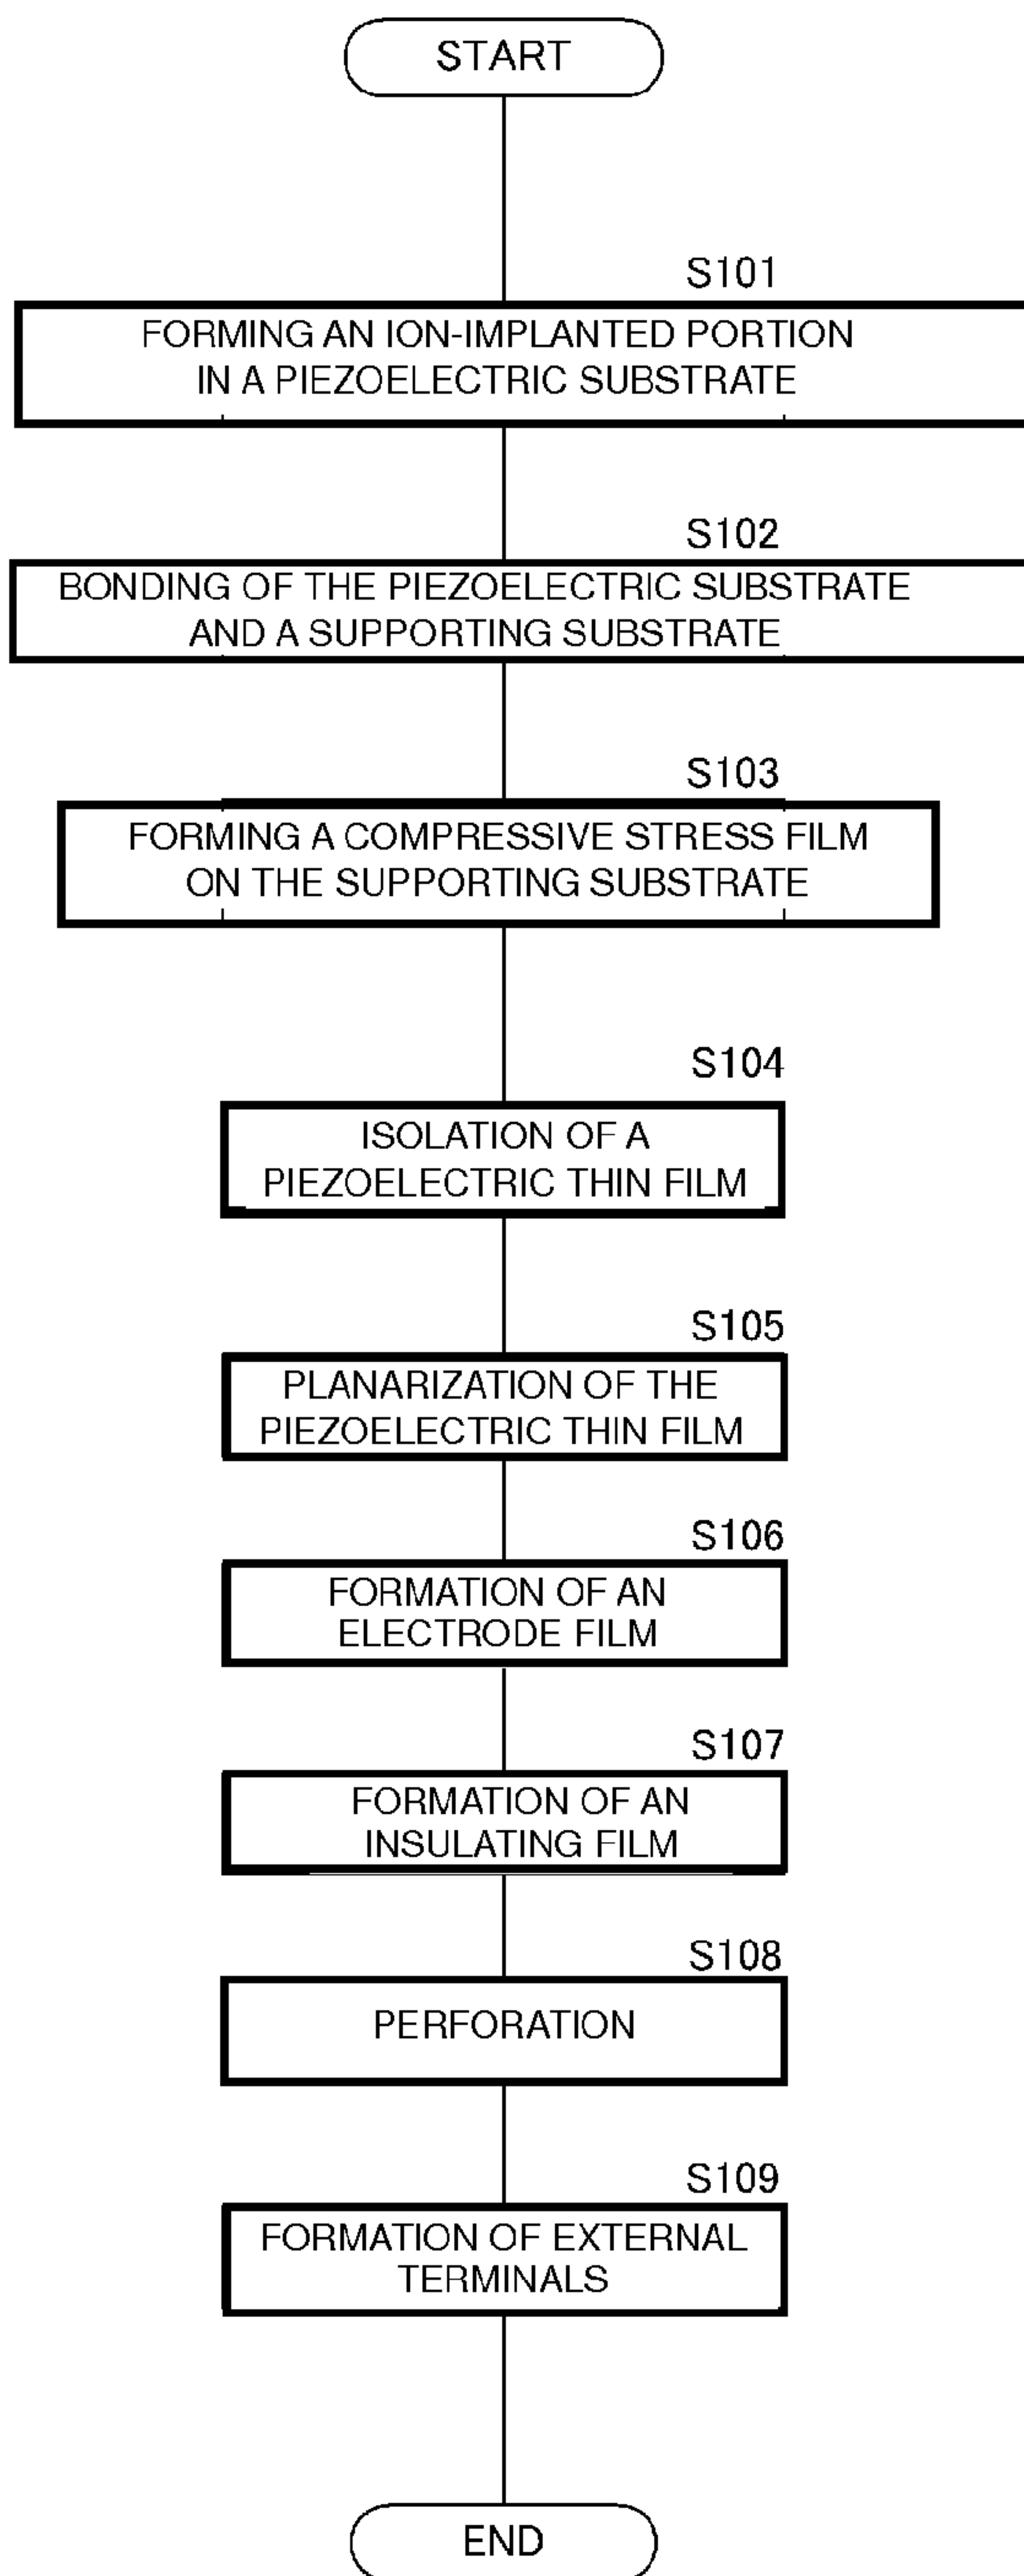 START
S101
FORMING AN ION-IMPLANTED PORTION
IN A PIEZOELECTRIC SUBSTRATE
S102
BONDING OF THE PIEZOELECTRIC SUBSTRATE
AND A SUPPORTING SUBSTRATE
S103
FORMING A COMPRESSIVE STRESS FILM
ON THE SUPPORTING SUBSTRATE
S104
ISOLATION OF A
PIEZOELECTRIC THIN FILM
S105
PLANARIZATION OF THE
PIEZOELECTRIC THIN FILM
S106
FORMATION OF AN
ELECTRODE FILM
S107
FORMATION OF AN
INSULATING FILM
S108
PERFORATION
S109
FORMATION OF EXTERNAL
TERMINALS
END